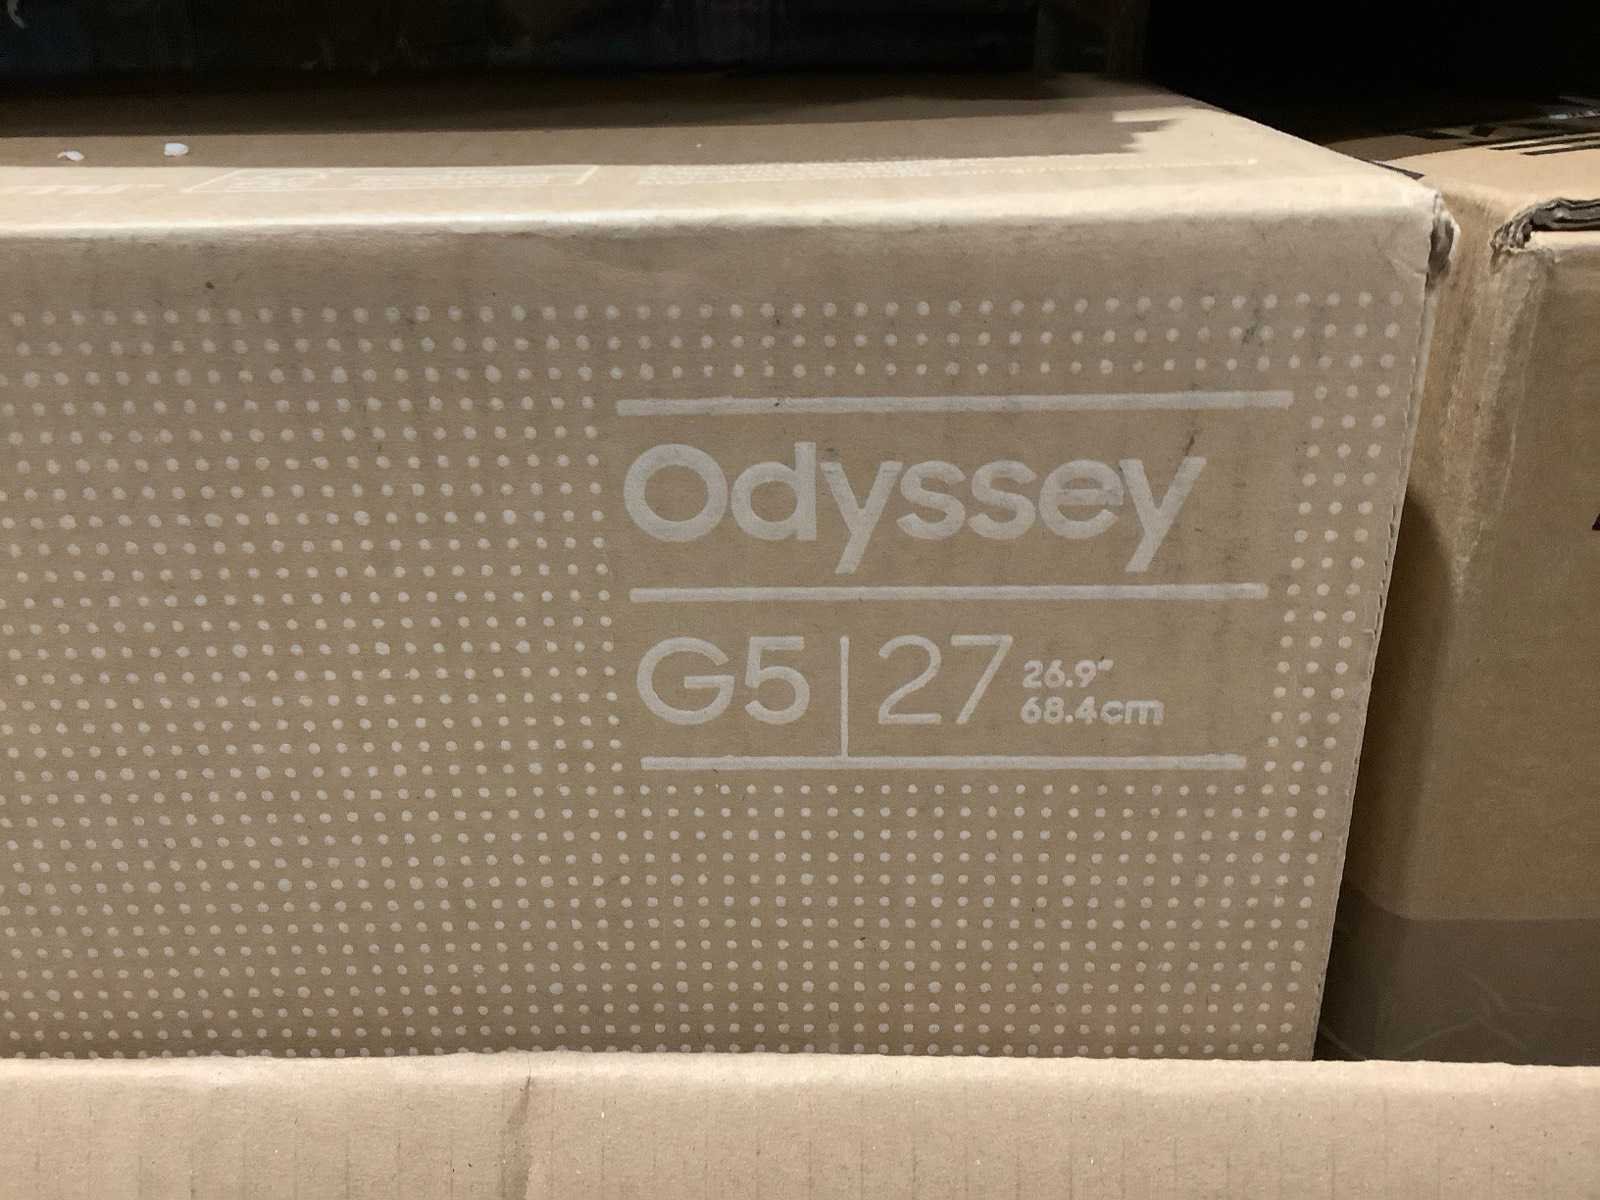 Odyssey
G5 | 27 26.9"
68.4cm